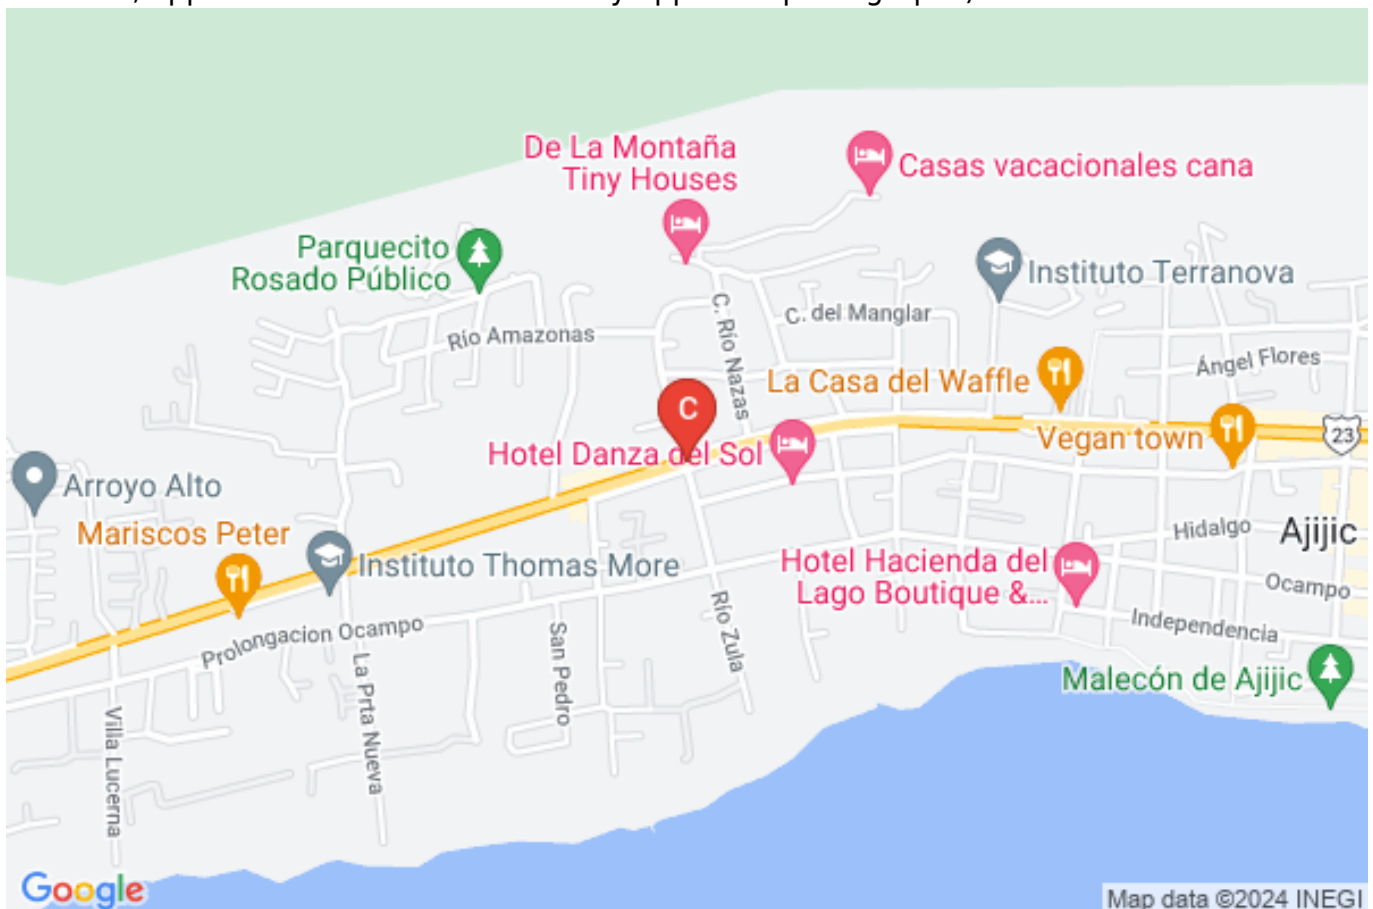 De La Montaña
Tiny Houses
Casas vacacionales cana
Parquecito
Rosado Público
Instituto Terranova
C. Río Nazas
C. del Manglar
Río Amazonas
Ángel Flores
La Casa del Waffle
C
Vegan town
23
Hotel Danza del Sol
Arroyo Alto
Mariscos Peter
Hidalgo
Ajijic
Instituto Thomas More
Hotel Hacienda del
Lago Boutique &...
Ocampo
Río Zula
Independencia
Prolongacion Ocampo
San Pedro
La Prta Nueva
Malecón de Ajijic
Villa Lucerna
Google
Map data ©2024 INEGI